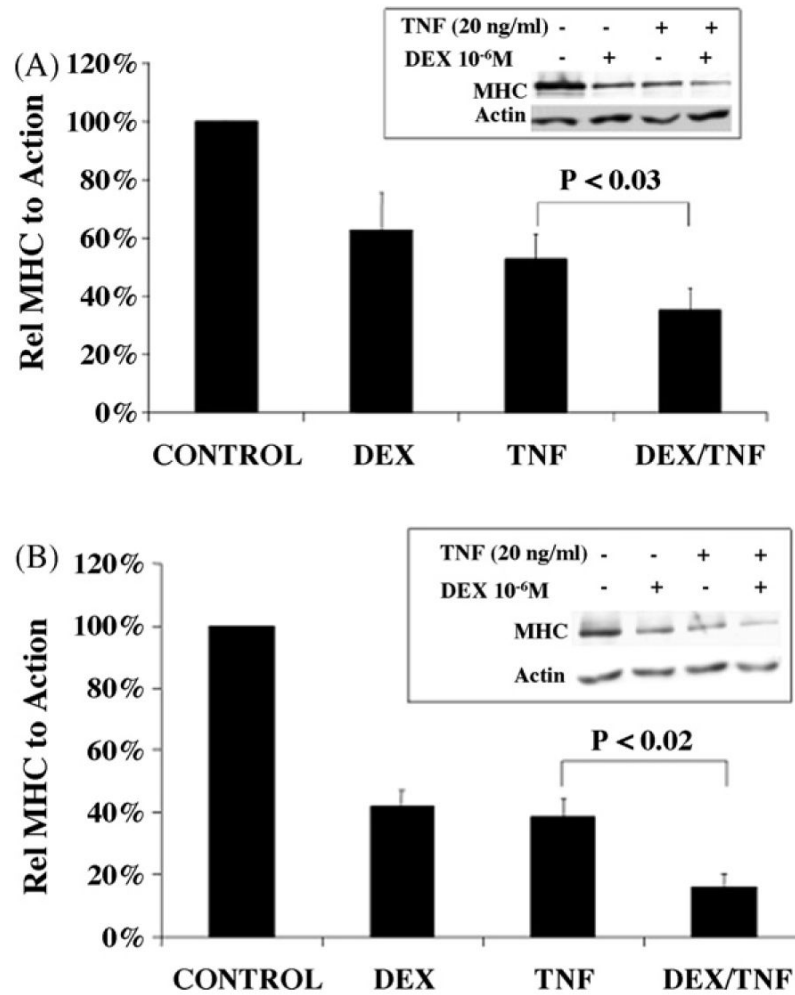 (A)
TNF (20 ng/ml) - - + +
DEX 10⁻⁶M - + - +
MHC
Actin
120%
100%
80%
60%
40%
20%
0%
Rel MHC to Action
P < 0.03
CONTROL DEX TNF DEX/TNF
(B)
TNF (20 ng/ml) - - + +
DEX 10⁻⁶M - + - +
MHC
Actin
120%
100%
80%
60%
40%
20%
0%
Rel MHC to Action
P < 0.02
CONTROL DEX TNF DEX/TNF